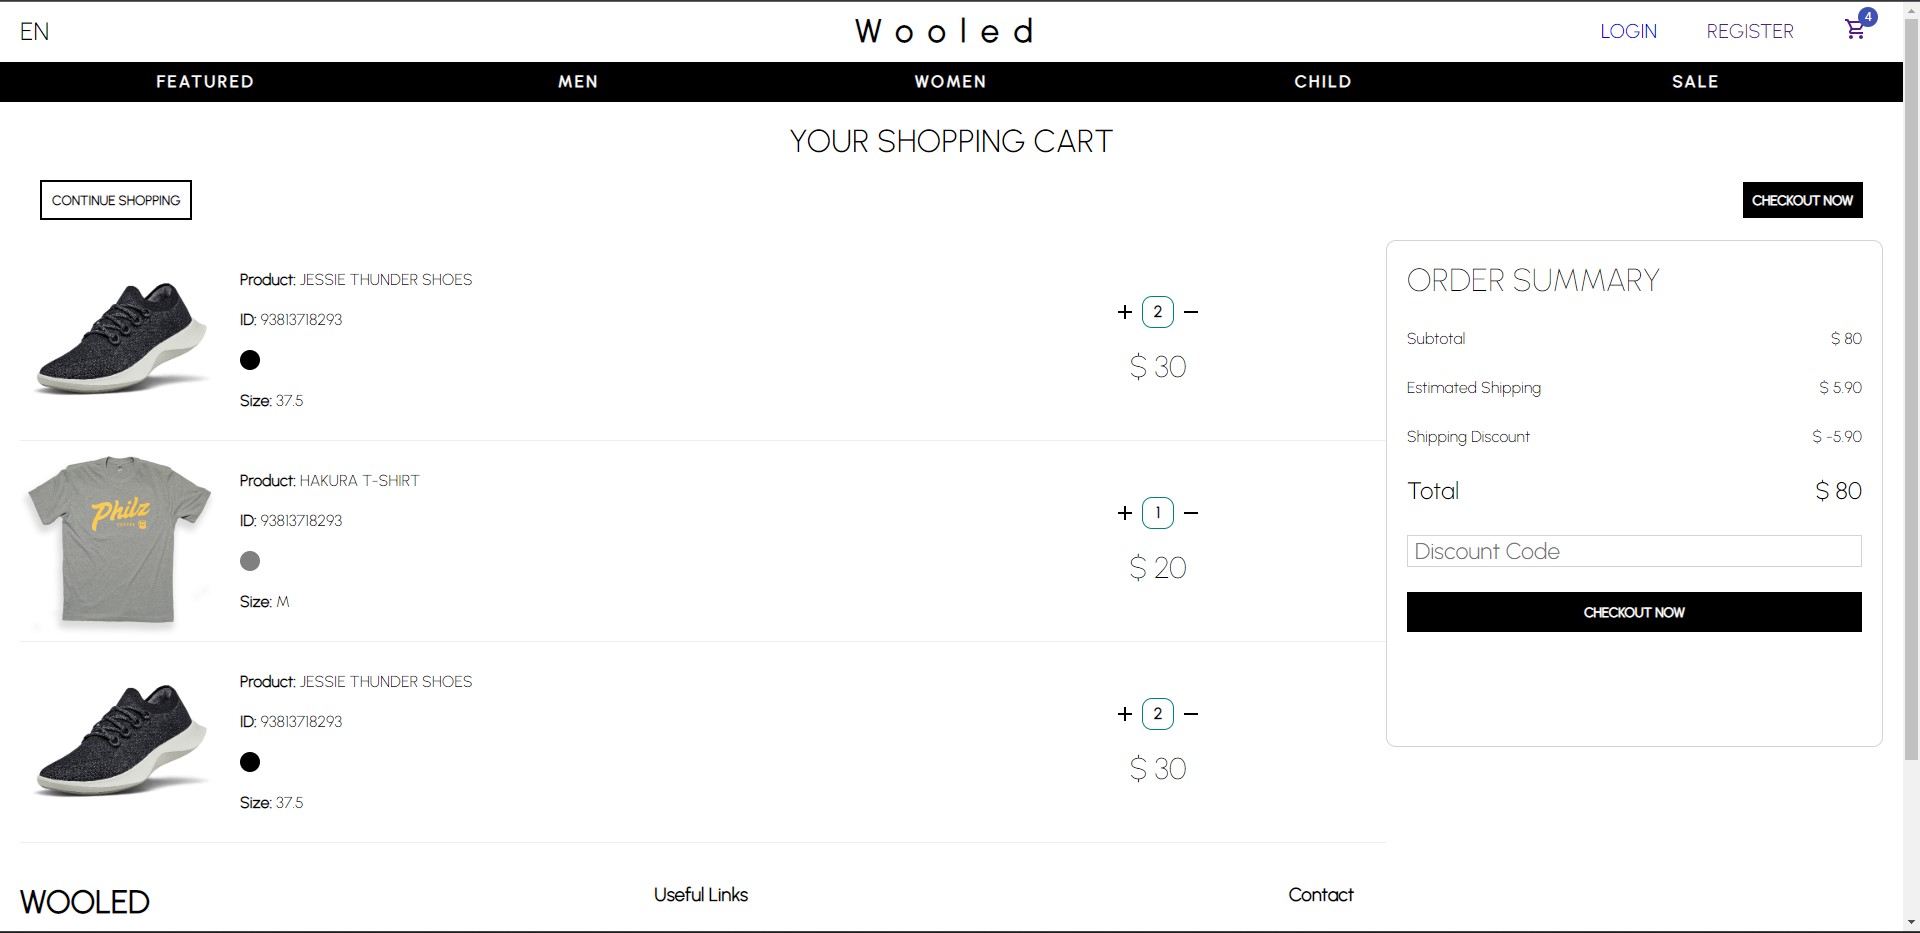 EN
Wooled
LOGIN
REGISTER
4
FEATURED
MEN
WOMEN
CHILD
SALE
YOUR SHOPPING CART
CONTINUE SHOPPING
CHECKOUT NOW
Product: JESSIE THUNDER SHOES
ID: 93813718293
Size: 37.5
+ 2 −
$ 30
Philz
Product: HAKURA T-SHIRT
ID: 93813718293
Size: M
+ 1 −
$ 20
Product: JESSIE THUNDER SHOES
ID: 93813718293
Size: 37.5
+ 2 −
$ 30
ORDER SUMMARY
Subtotal $ 80
Estimated Shipping $ 5.90
Shipping Discount $ -5.90
Total $ 80
Discount Code
CHECKOUT NOW
WOOLED
Useful Links
Contact